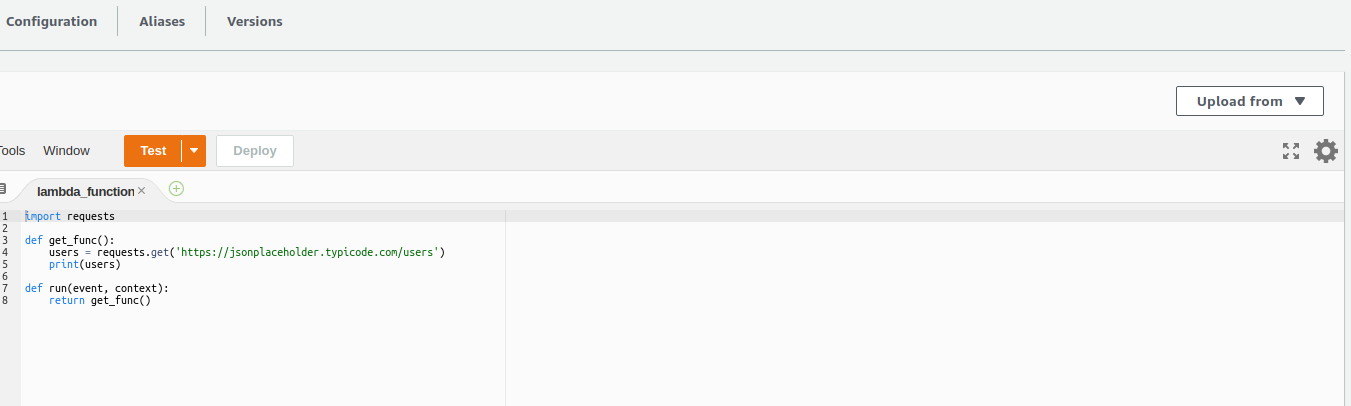 Configuration Aliases Versions
Upload from
Tools Window Test Deploy
lambda_function
1 import requests
2
3 def get_func():
4 users = requests.get('https://jsonplaceholder.typicode.com/users')
5 print(users)
6
7 def run(event, context):
8 return get_func()